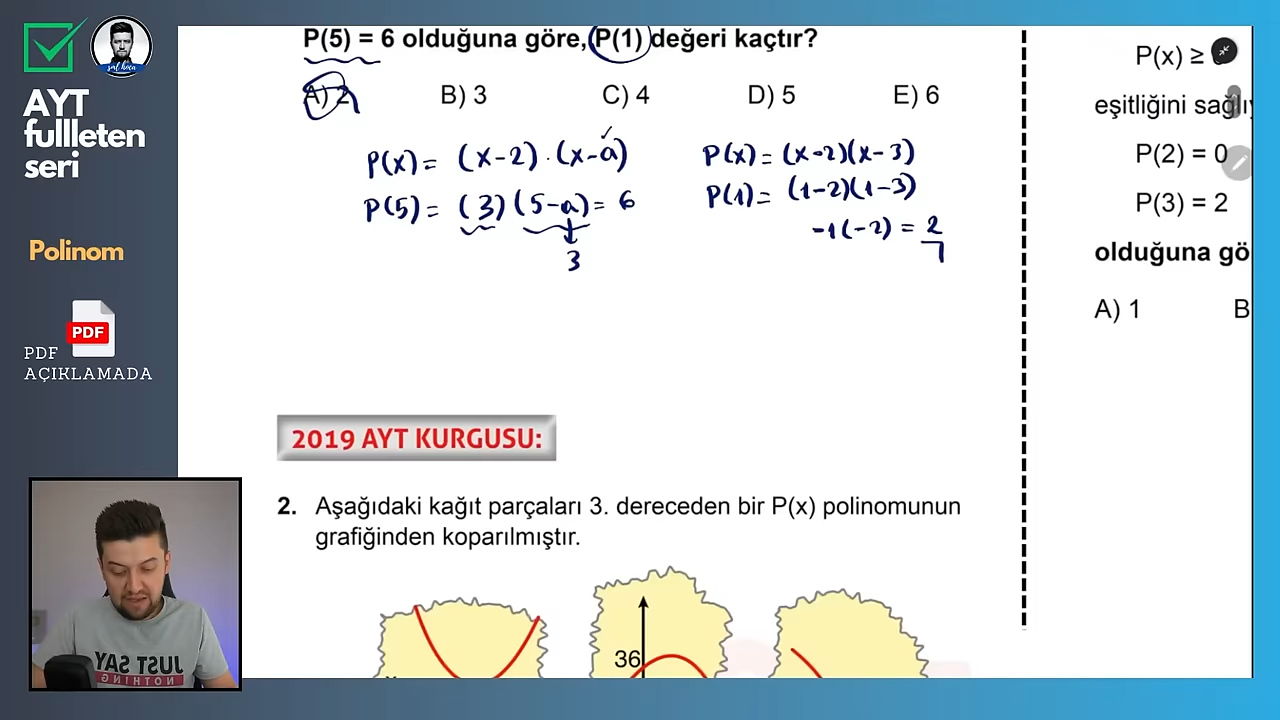 AYT
fullleten
seri
Polinom
PDF
PDF
AÇIKLAMADA
P(5) = 6 olduğuna göre, P(1) değeri kaçtır?
A) 2 B) 3 C) 4 D) 5 E) 6
P(x) = (x-2) . (x-a)
P(5) = (3) (5-a) = 6
3
P(x) = (x-2)(x-3)
P(1) = (1-2)(1-3)
-1(-2) = 2
2019 AYT KURGUSU:
2. Aşağıdaki kağıt parçaları 3. dereceden bir P(x) polinomunun
grafiğinden koparılmıştır.
36
P(x) ≥
eşitliğini
P(2) = 0
P(3) = 2
olduğuna
A) 1 B
JUST SAY
NOTHING